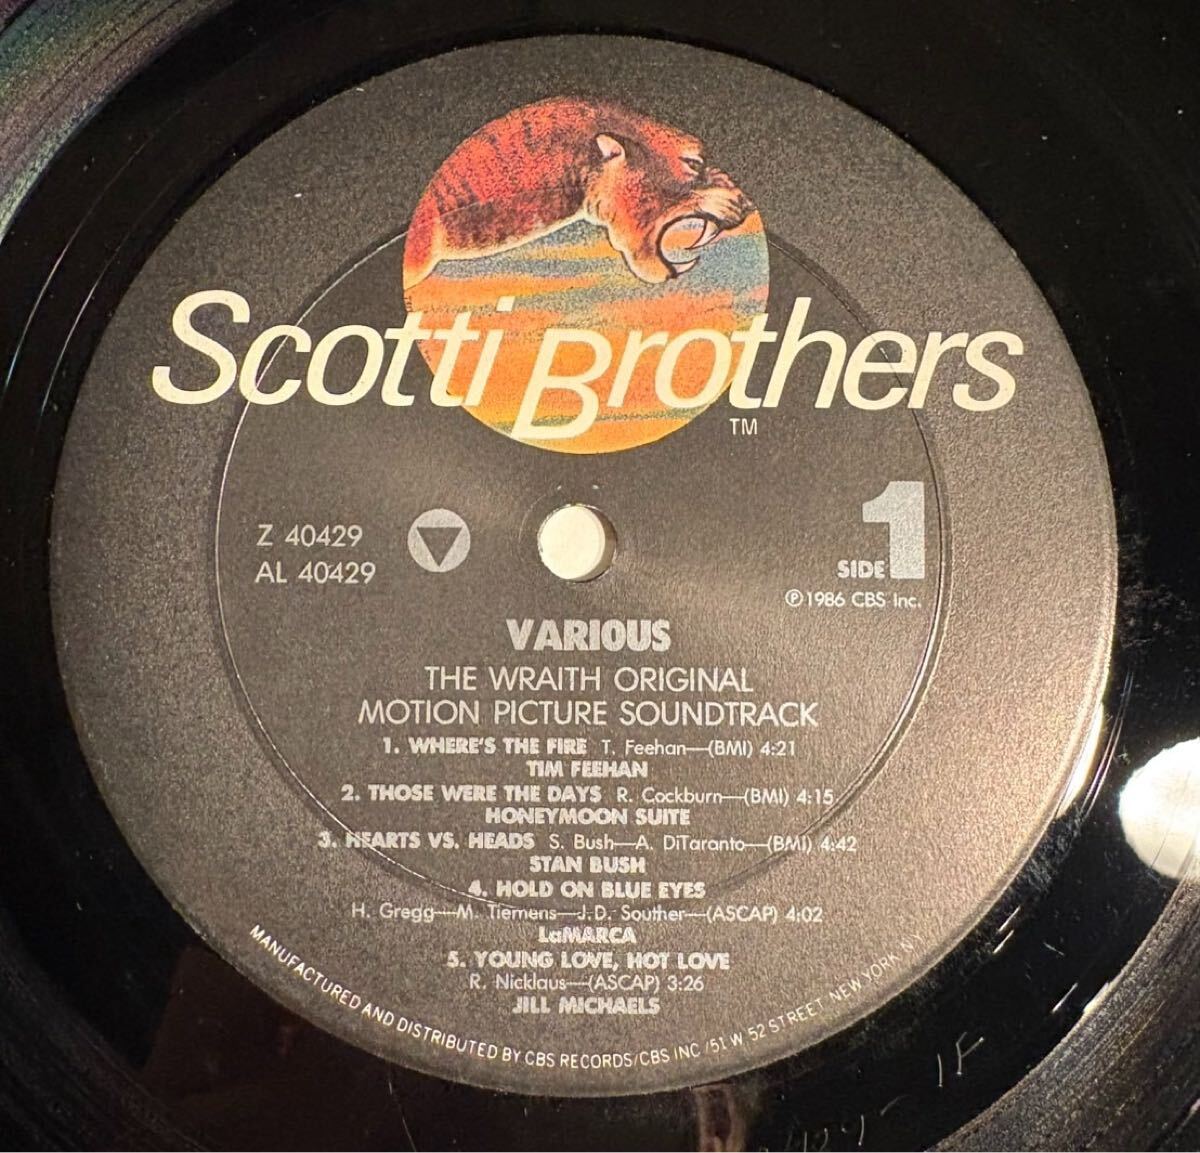 Scotti Brothers
TM
Z 40429
AL 40429
SIDE 1
℗1986 CBS Inc.
VARIOUS
THE WRAITH ORIGINAL
MOTION PICTURE SOUNDTRACK
1. WHERE'S THE FIRE T. Feehan—(BMI) 4:21
TIM FEEHAN
2. THOSE WERE THE DAYS R. Cockburn—(BMI) 4:15
HONEYMOON SUITE
3. HEARTS VS. HEADS S. Bush—A. DiTaranto—(BMI) 4:42
STAN BUSH
4. HOLD ON BLUE EYES
H. Gregg—M. Tiemens—J.D. Souther—(ASCAP) 4:02
LaMARCA
5. YOUNG LOVE, HOT LOVE
R. Nicklaus—(ASCAP) 3:26
JILL MICHAELS
MANUFACTURED AND DISTRIBUTED BY CBS RECORDS/CBS INC /51 W 52 STREET NEW YORK N.Y.
1F